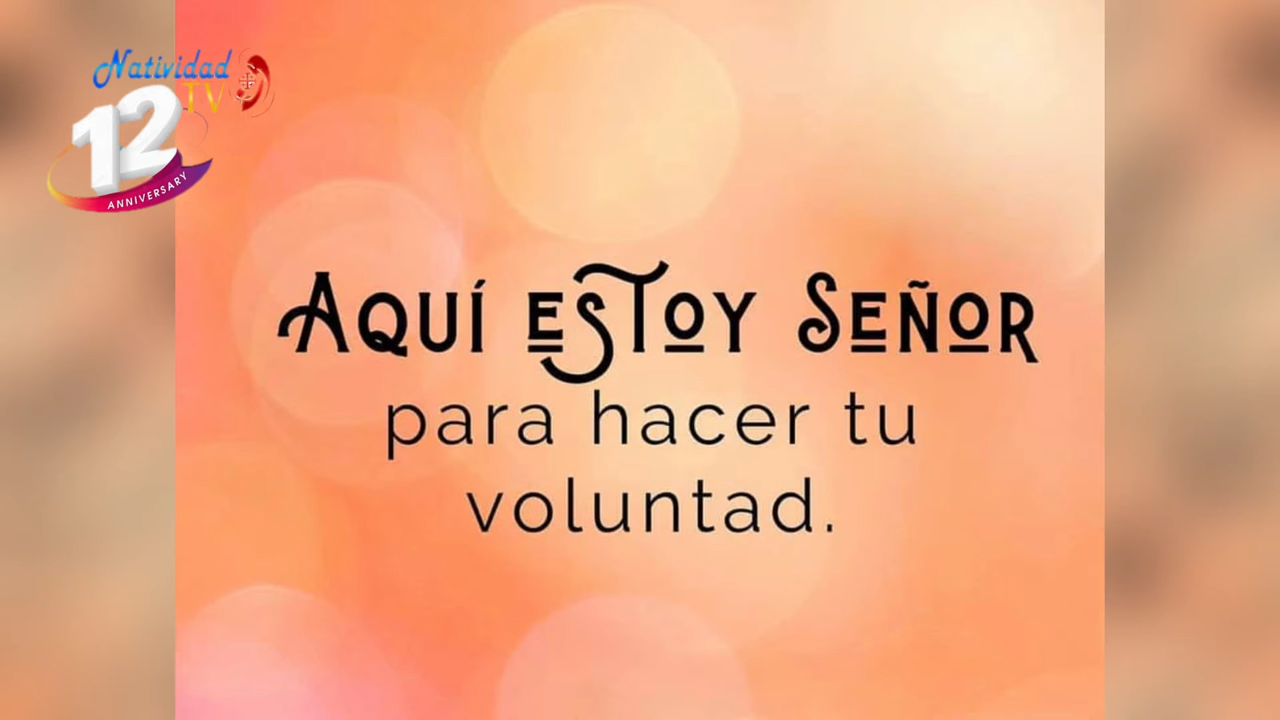 Natividad
TV
12
ANNIVERSARY
Aquí estoy Señor
para hacer tu
voluntad.